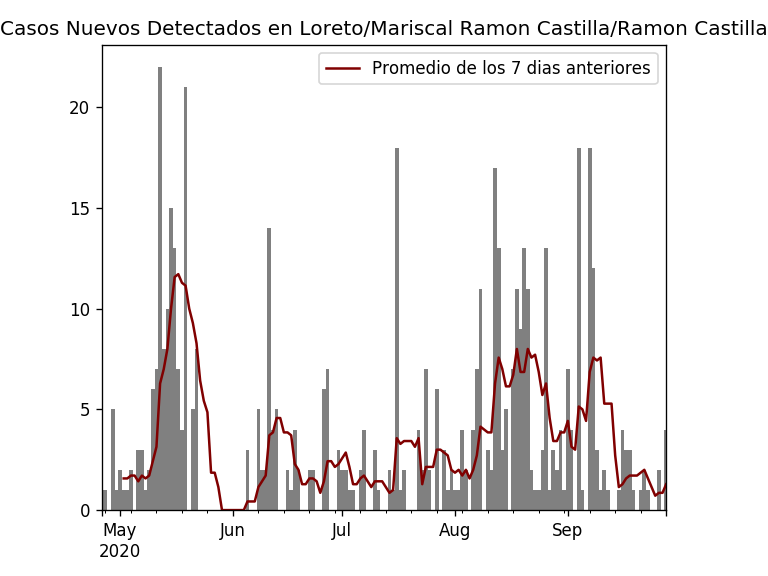 Casos Nuevos Detectados en Loreto/Mariscal Ramon Castilla/Ramon Castilla
Promedio de los 7 dias anteriores
20
15
10
5
0
May Jun Jul Aug Sep
2020